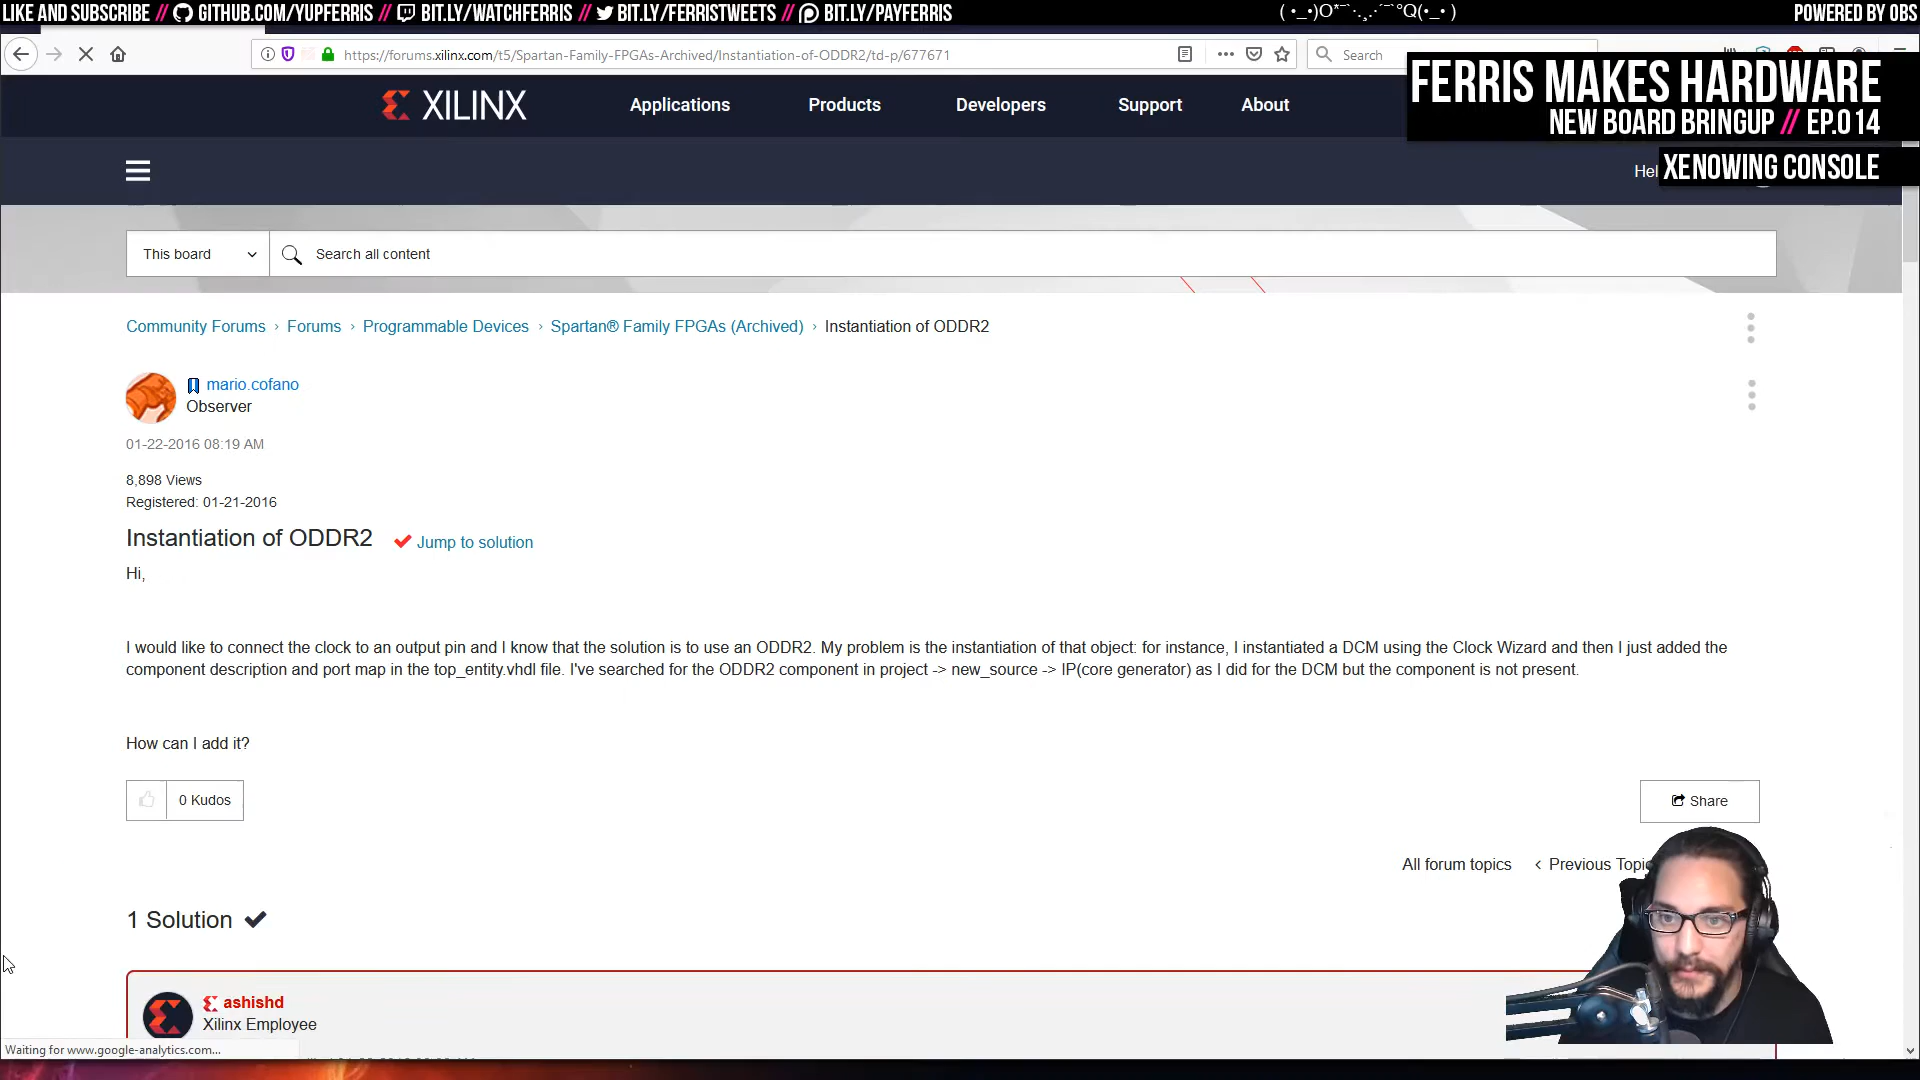 LIKE AND SUBSCRIBE // GITHUB.COM/YUPFERRIS // BIT.LY/WATCHFERRIS // BIT.LY/FERRISTWEETS // BIT.LY/PAYFERRIS
POWERED BY OBS
https://forums.xilinx.com/t5/Spartan-Family-FPGAs-Archived/Instantiation-of-ODDR2/td-p/677671
Search
FERRIS MAKES HARDWARE
NEW BOARD BRINGUP // EP.014
XENOWING CONSOLE
XILINX
Applications Products Developers Support About
This board Search all content
Community Forums › Forums › Programmable Devices › Spartan® Family FPGAs (Archived) › Instantiation of ODDR2
mario.cofano
Observer
01-22-2016 08:19 AM
8,898 Views
Registered: 01-21-2016
Instantiation of ODDR2 Jump to solution
Hi,
I would like to connect the clock to an output pin and I know that the solution is to use an ODDR2. My problem is the instantiation of that object: for instance, I instantiated a DCM using the Clock Wizard and then I just added the
component description and port map in the top_entity.vhdl file. I've searched for the ODDR2 component in project -> new_source -> IP(core generator) as I did for the DCM but the component is not present.
How can I add it?
0 Kudos
Share
All forum topics ‹ Previous Topic
1 Solution
ashishd
Xilinx Employee
Waiting for www.google-analytics.com...